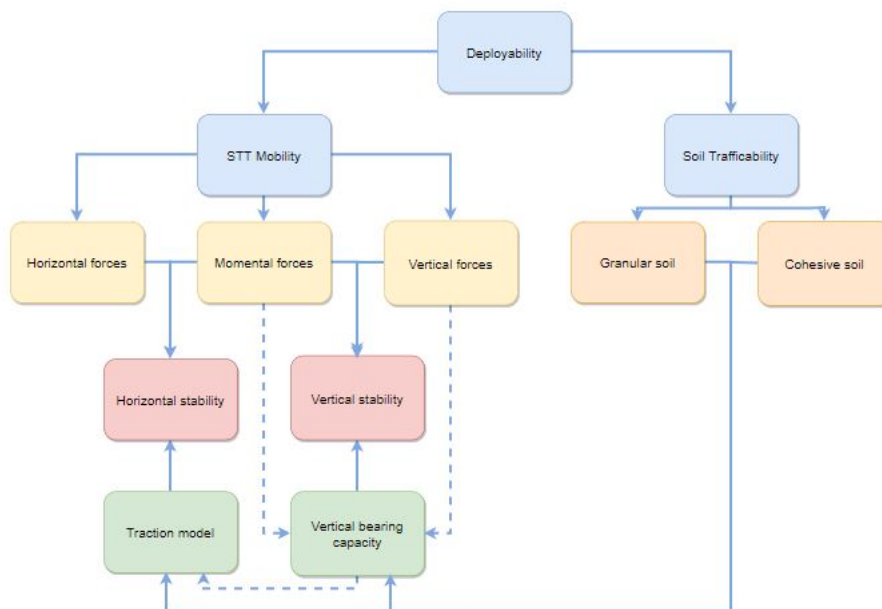 Deployability
STT Mobility
Soil Trafficability
Horizontal forces
Momental forces
Vertical forces
Granular soil
Cohesive soil
Horizontal stability
Vertical stability
Traction model
Vertical bearing
capacity